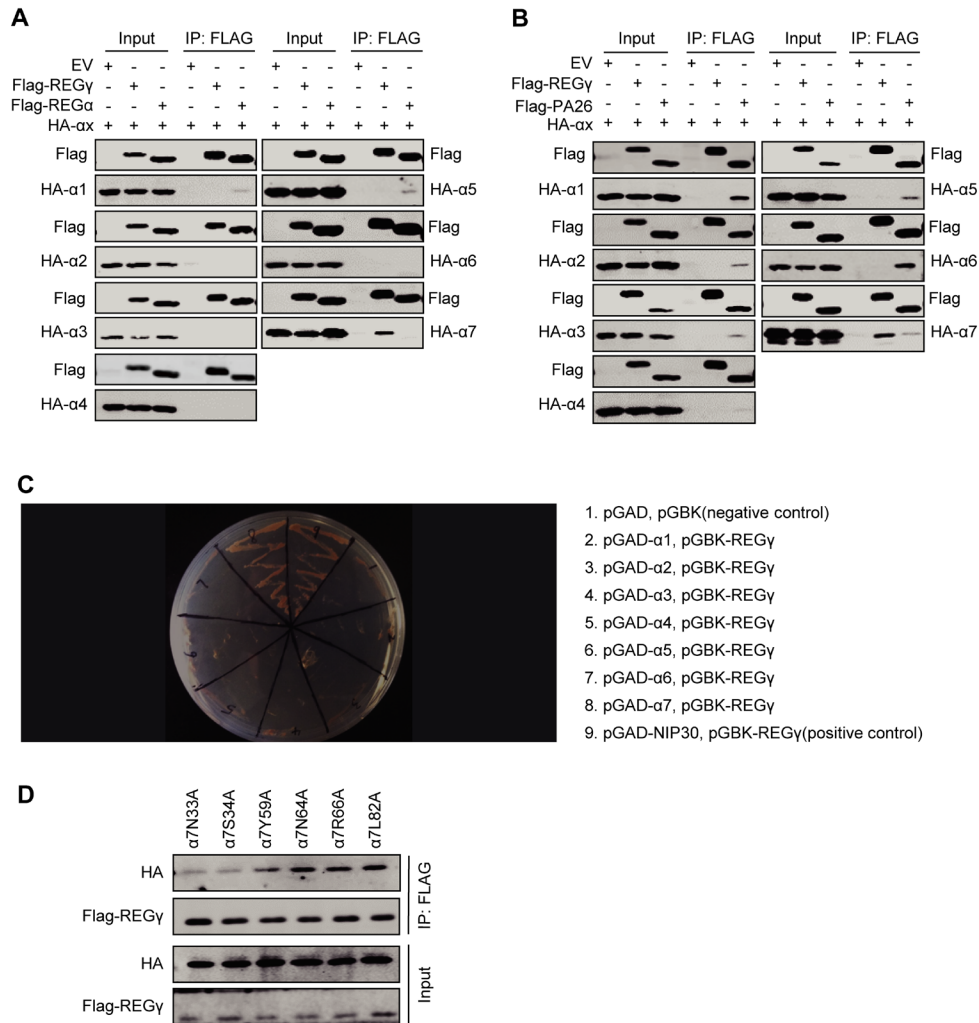 A
Input IP: FLAG Input IP: FLAG
EV + - - + - - + - - + - -
Flag-REGγ - + - - + - - + - - + -
Flag-REGα - - + - - + - - + - - +
HA-αx + + + + + + + + + + + +
Flag Flag
HA-α1 HA-α5
Flag Flag
HA-α2 HA-α6
Flag Flag
HA-α3 HA-α7
Flag
HA-α4
B
Input IP: FLAG Input IP: FLAG
EV + - - + - - + - - + - -
Flag-REGγ - + - - + - - + - - + -
Flag-PA26 - - + - - + - - + - - +
HA-αx + + + + + + + + + + + +
Flag Flag
HA-α1 HA-α5
Flag Flag
HA-α2 HA-α6
Flag Flag
HA-α3 HA-α7
Flag
HA-α4
C
1. pGAD, pGBK(negative control)
2. pGAD-α1, pGBK-REGγ
3. pGAD-α2, pGBK-REGγ
4. pGAD-α3, pGBK-REGγ
5. pGAD-α4, pGBK-REGγ
6. pGAD-α5, pGBK-REGγ
7. pGAD-α6, pGBK-REGγ
8. pGAD-α7, pGBK-REGγ
9. pGAD-NIP30, pGBK-REGγ(positive control)
D
α7N33A α7S34A α7Y59A α7N64A α7R66A α7L82A
HA
Flag-REGγ
IP: FLAG
HA
Flag-REGγ
Input